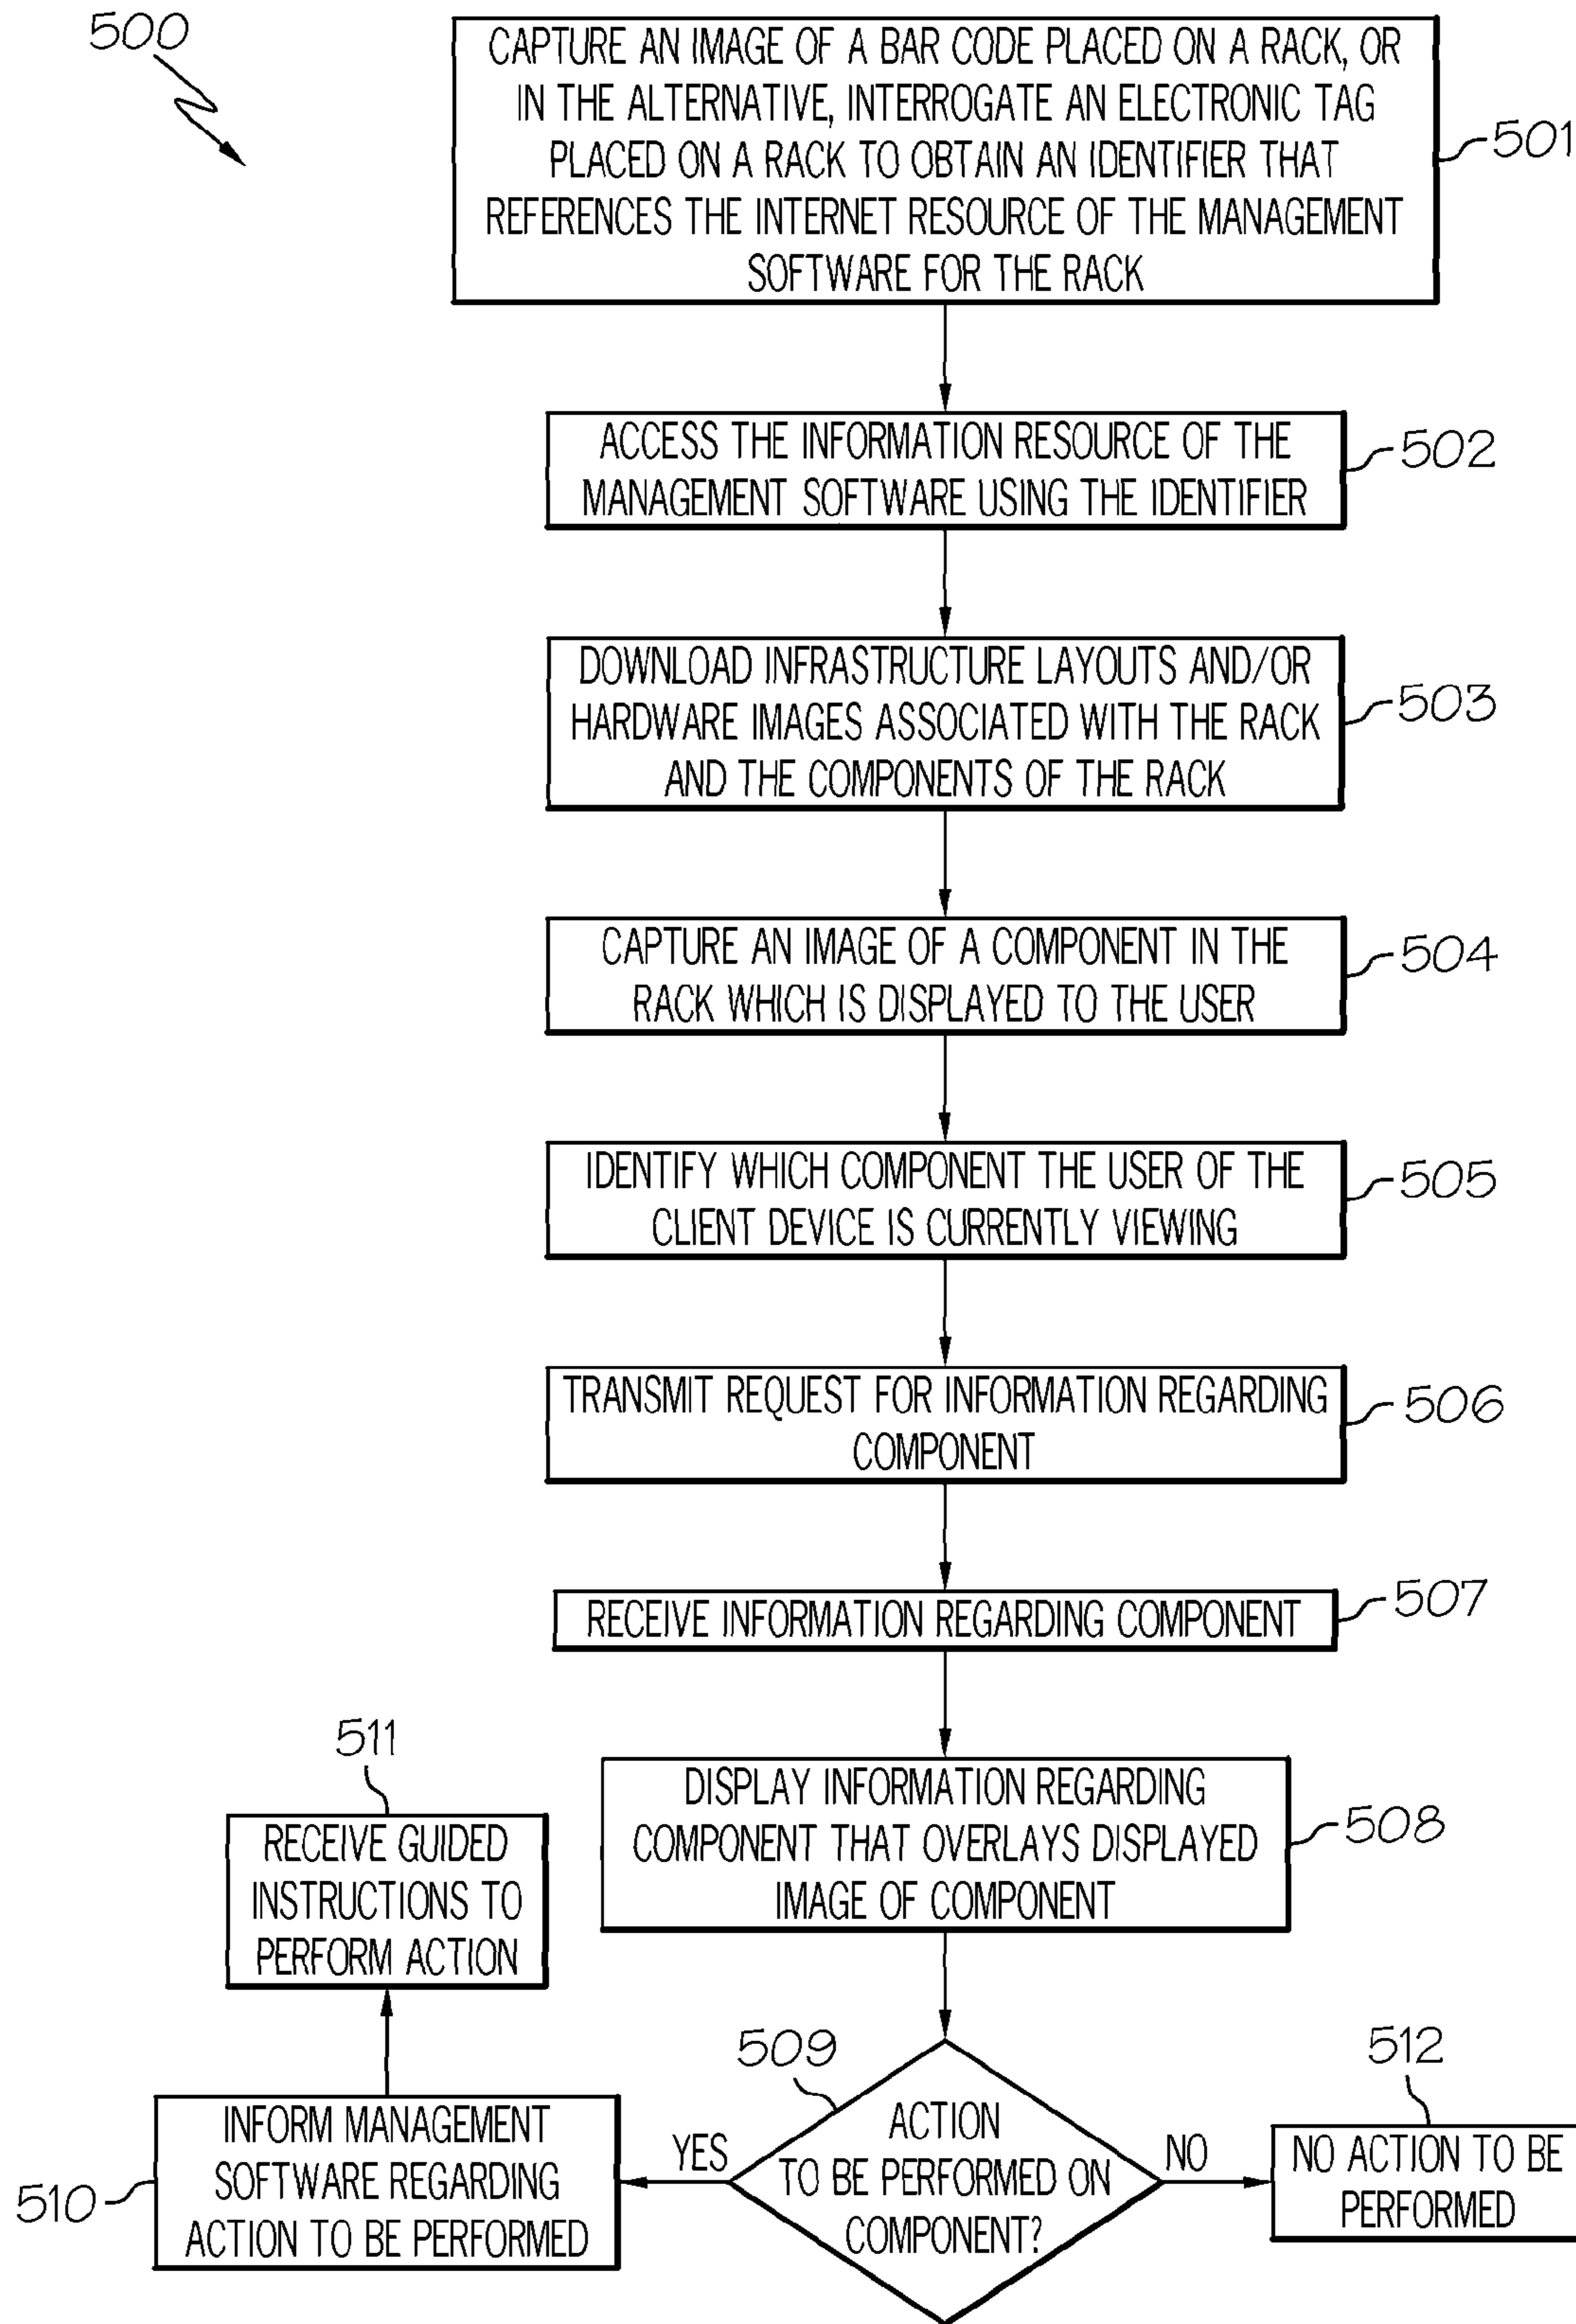 500
CAPTURE AN IMAGE OF A BAR CODE PLACED ON A RACK, OR
IN THE ALTERNATIVE, INTERROGATE AN ELECTRONIC TAG
PLACED ON A RACK TO OBTAIN AN IDENTIFIER THAT
REFERENCES THE INTERNET RESOURCE OF THE MANAGEMENT
SOFTWARE FOR THE RACK
501
ACCESS THE INFORMATION RESOURCE OF THE
MANAGEMENT SOFTWARE USING THE IDENTIFIER
502
DOWNLOAD INFRASTRUCTURE LAYOUTS AND/OR
HARDWARE IMAGES ASSOCIATED WITH THE RACK
AND THE COMPONENTS OF THE RACK
503
CAPTURE AN IMAGE OF A COMPONENT IN THE
RACK WHICH IS DISPLAYED TO THE USER
504
IDENTIFY WHICH COMPONENT THE USER OF THE
CLIENT DEVICE IS CURRENTLY VIEWING
505
TRANSMIT REQUEST FOR INFORMATION REGARDING
COMPONENT
506
RECEIVE INFORMATION REGARDING COMPONENT
507
DISPLAY INFORMATION REGARDING
COMPONENT THAT OVERLAYS DISPLAYED
IMAGE OF COMPONENT
508
509
ACTION
TO BE PERFORMED ON
COMPONENT?
YES
INFORM MANAGEMENT
SOFTWARE REGARDING
ACTION TO BE PERFORMED
510
511
RECEIVE GUIDED
INSTRUCTIONS TO
PERFORM ACTION
NO
512
NO ACTION TO BE
PERFORMED